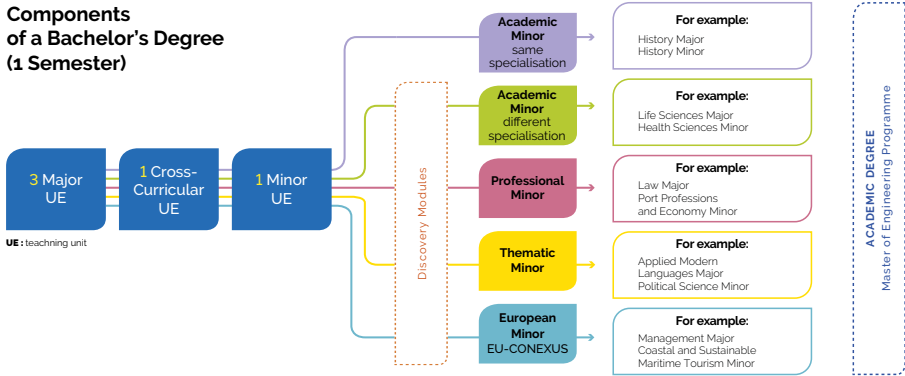 Components
of a Bachelor's Degree
(1 Semester)
3 Major
UE
1 Cross-
Curricular
UE
1 Minor
UE
UE : teachning unit
Discovery Modules
Academic
Minor
same
specialisation
For example:
History Major
History Minor
Academic
Minor
different
specialisation
For example:
Life Sciences Major
Health Sciences Minor
Professional
Minor
For example:
Law Major
Port Professions
and Economy Minor
Thematic
Minor
For example:
Applied Modern
Languages Major
Political Science Minor
European
Minor
EU-CONEXUS
For example:
Management Major
Coastal and Sustainable
Maritime Tourism Minor
ACADEMIC DEGREE
Master of Engineering Programme